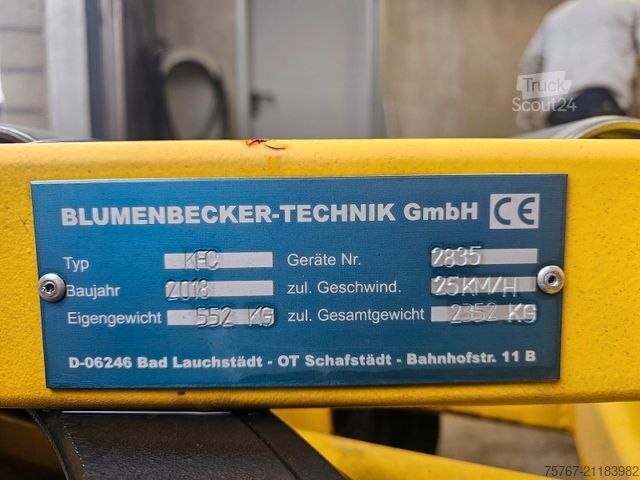 Truck
Scout24
BLUMENBECKER-TECHNIK GmbH CE
Typ KFC Geräte Nr. 2835
Baujahr 2018 zul. Geschwind. 25KM/H
Eigengewicht 552 KG zul. Gesamtgewicht 2352 KG
D-06246 Bad Lauchstädt - OT Schafstädt - Bahnhofstr. 11 B
75767-21183982